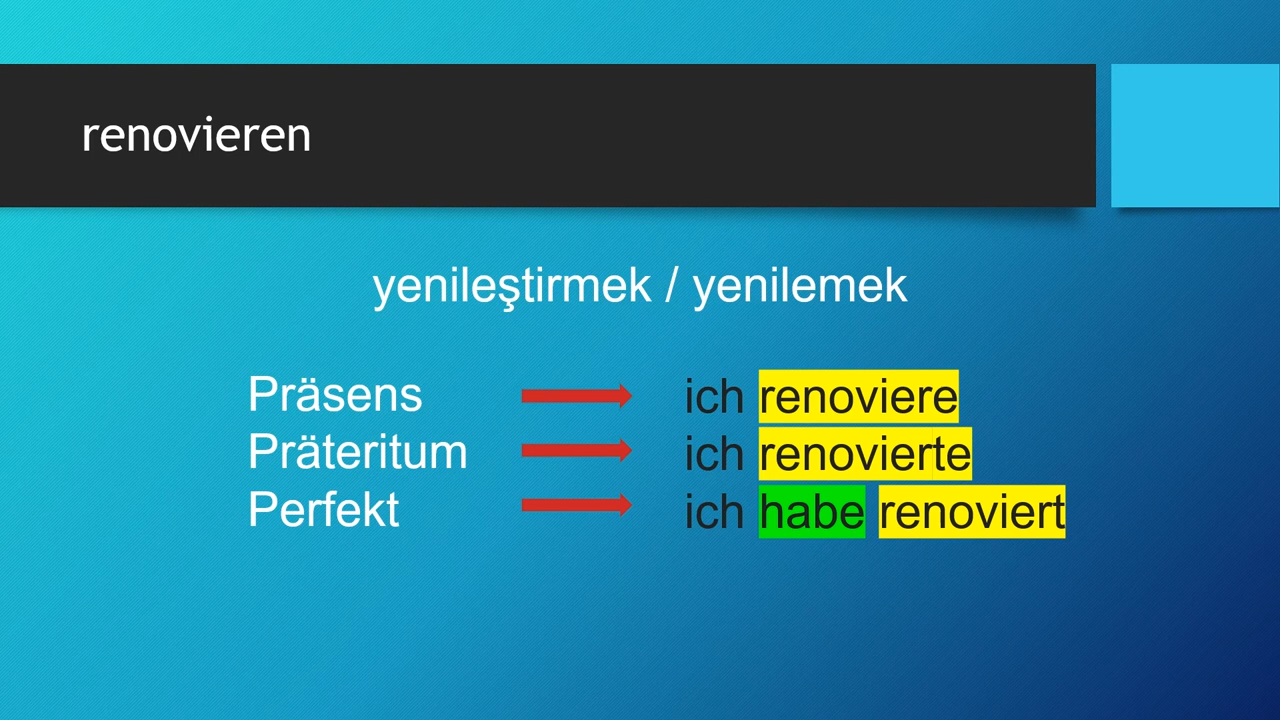 renovieren
yenileştirmek / yenilemek
Präsens ich renoviere
Präteritum ich renovierte
Perfekt ich habe renoviert